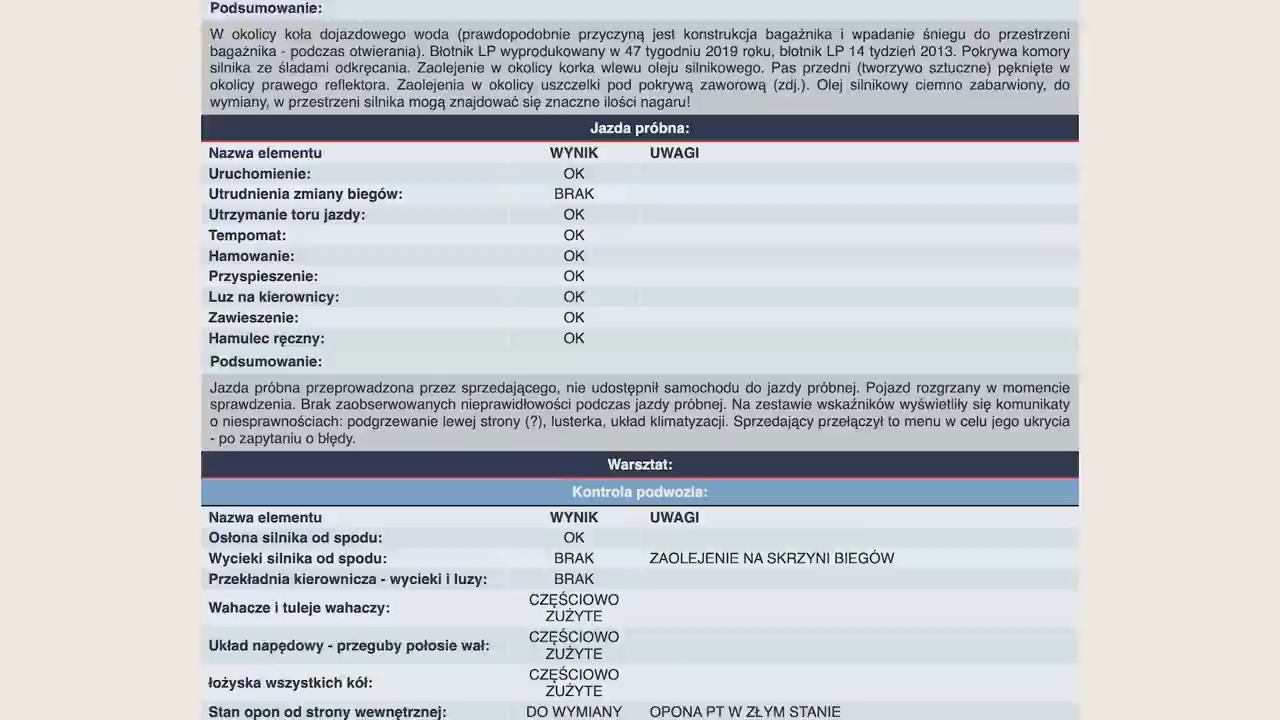 Podsumowanie:
W okolicy koła dojazdowego woda (prawdopodobnie przyczyną jest konstrukcja bagażnika i wpadanie śniegu do przestrzeni
bagażnika - podczas otwierania). Błotnik LP wyprodukowany w 47 tygodniu 2019 roku, błotnik LP 14 tydzień 2013. Pokrywa komory
silnika ze śladami odkręcania. Zaolejenie w okolicy korka wlewu oleju silnikowego. Pas przedni (tworzywo sztuczne) pęknięte w
okolicy prawego reflektora. Zaolejenia w okolicy uszczelki pod pokrywą zaworową (zdj.). Olej silnikowy ciemno zabarwiony, do
wymiany, w przestrzeni silnika mogą znajdować się znaczne ilości nagaru!
Jazda próbna:
Nazwa elementu WYNIK UWAGI
Uruchomienie: OK
Utrudnienia zmiany biegów: BRAK
Utrzymanie toru jazdy: OK
Tempomat: OK
Hamowanie: OK
Przyspieszenie: OK
Luz na kierownicy: OK
Zawieszenie: OK
Hamulec ręczny: OK
Podsumowanie:
Jazda próbna przeprowadzona przez sprzedającego, nie udostępnił samochodu do jazdy próbnej. Pojazd rozgrzany w momencie
sprawdzenia. Brak zaobserwowanych nieprawidłowości podczas jazdy próbnej. Na zestawie wskaźników wyświetliły się komunikaty
o niesprawnościach: podgrzewanie lewej strony (?), lusterka, układ klimatyzacji. Sprzedający przełączył to menu w celu jego ukrycia
- po zapytaniu o błędy.
Warsztat:
Kontrola podwozia:
Nazwa elementu WYNIK UWAGI
Osłona silnika od spodu: OK
Wycieki silnika od spodu: BRAK ZAOLEJENIE NA SKRZYNI BIEGÓW
Przekładnia kierownicza - wycieki i luzy: BRAK
Wahacze i tuleje wahaczy: CZĘŚCIOWO
ZUŻYTE
Układ napędowy - przeguby połosie wał: CZĘŚCIOWO
ZUŻYTE
łożyska wszystkich kół: CZĘŚCIOWO
ZUŻYTE
Stan opon od strony wewnętrznej: DO WYMIANY OPONA PT W ZŁYM STANIE